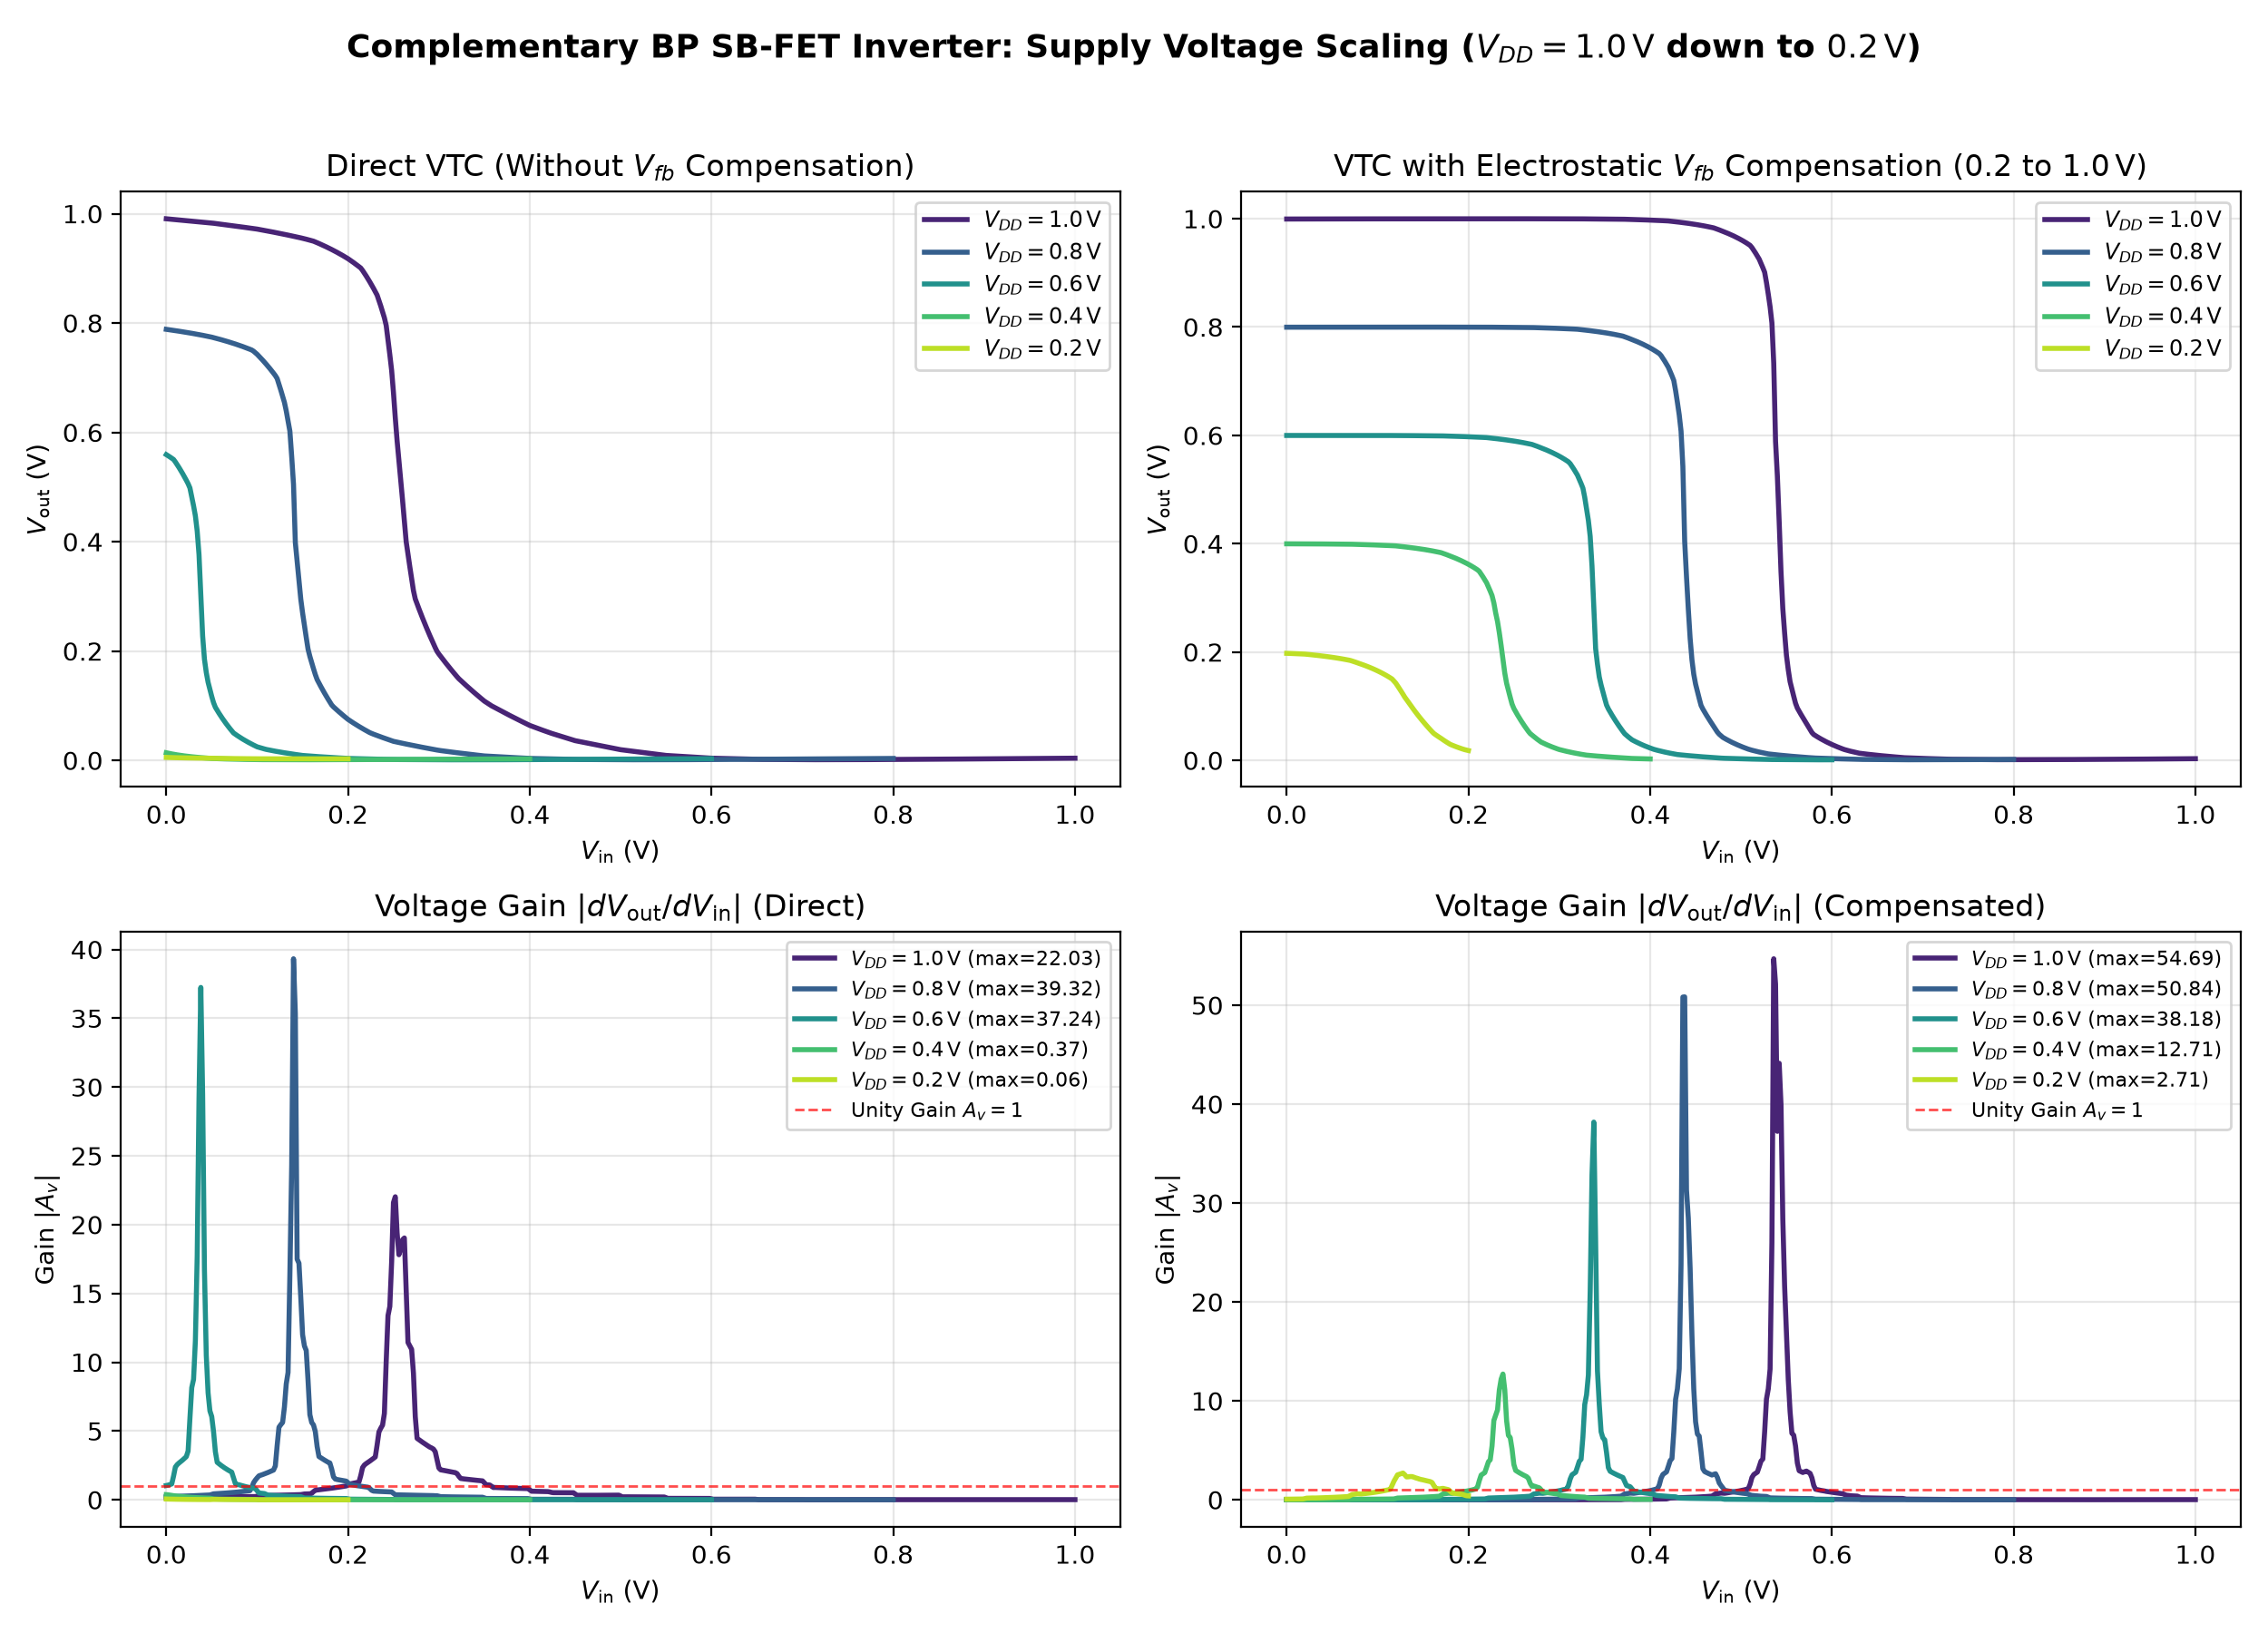 Complementary BP SB-FET Inverter: Supply Voltage Scaling (V_DD = 1.0 V down to 0.2 V)
Direct VTC (Without V_fb Compensation)
1.0
0.8
0.6
0.4
0.2
0.0
V_out (V)
0.0 0.2 0.4 0.6 0.8 1.0
V_in (V)
V_DD = 1.0 V
V_DD = 0.8 V
V_DD = 0.6 V
V_DD = 0.4 V
V_DD = 0.2 V
VTC with Electrostatic V_fb Compensation (0.2 to 1.0 V)
1.0
0.8
0.6
0.4
0.2
0.0
V_out (V)
0.0 0.2 0.4 0.6 0.8 1.0
V_in (V)
V_DD = 1.0 V
V_DD = 0.8 V
V_DD = 0.6 V
V_DD = 0.4 V
V_DD = 0.2 V
Voltage Gain |dV_out/dV_in| (Direct)
40
35
30
25
20
15
10
5
0
Gain |A_v|
0.0 0.2 0.4 0.6 0.8 1.0
V_in (V)
V_DD = 1.0 V (max=22.03)
V_DD = 0.8 V (max=39.32)
V_DD = 0.6 V (max=37.24)
V_DD = 0.4 V (max=0.37)
V_DD = 0.2 V (max=0.06)
Unity Gain A_v = 1
Voltage Gain |dV_out/dV_in| (Compensated)
50
40
30
20
10
0
Gain |A_v|
0.0 0.2 0.4 0.6 0.8 1.0
V_in (V)
V_DD = 1.0 V (max=54.69)
V_DD = 0.8 V (max=50.84)
V_DD = 0.6 V (max=38.18)
V_DD = 0.4 V (max=12.71)
V_DD = 0.2 V (max=2.71)
Unity Gain A_v = 1